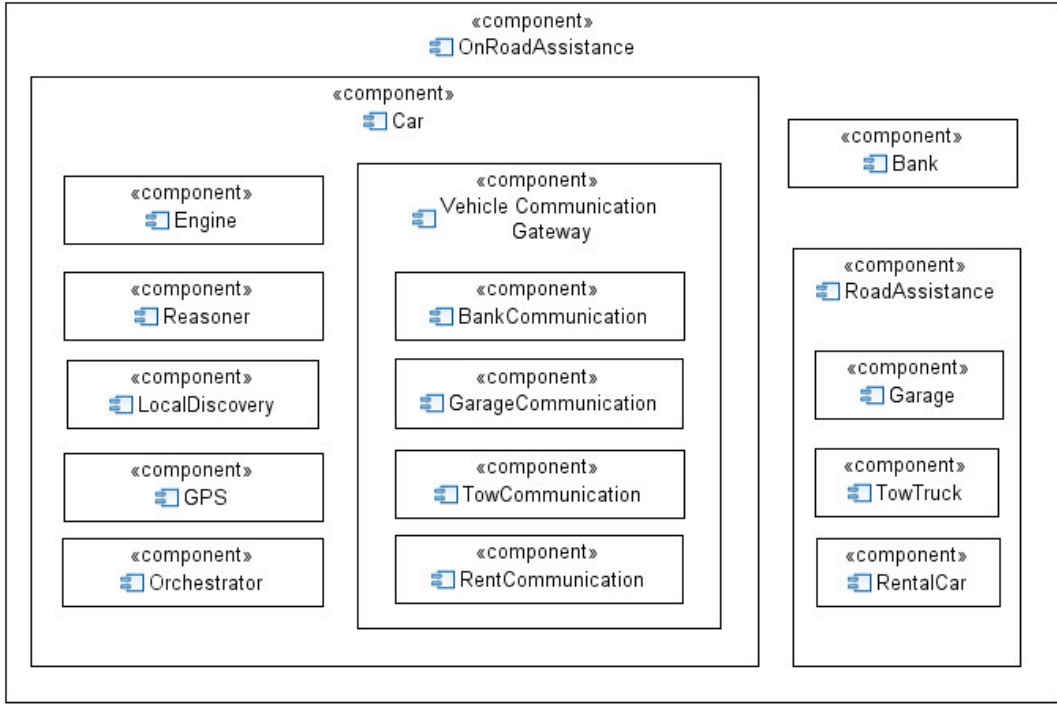 «component»
OnRoadAssistance
«component»
Car
«component»
Engine
«component»
Reasoner
«component»
LocalDiscovery
«component»
GPS
«component»
Orchestrator
«component»
Vehicle Communication
Gateway
«component»
BankCommunication
«component»
GarageCommunication
«component»
TowCommunication
«component»
RentCommunication
«component»
Bank
«component»
RoadAssistance
«component»
Garage
«component»
TowTruck
«component»
RentalCar